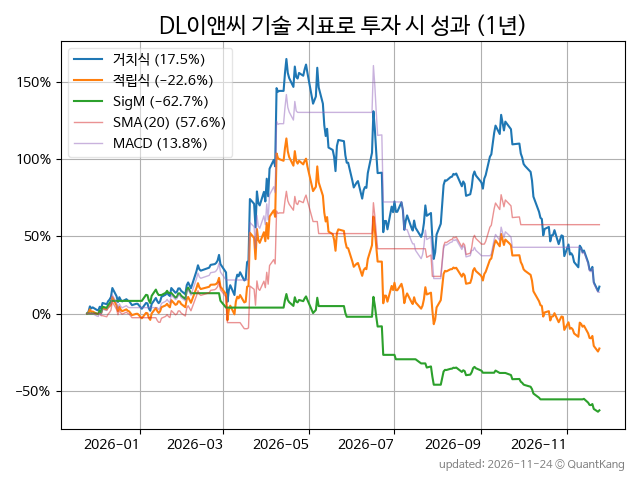 DL이앤씨 기술 지표로 투자 시 성과 (1년)
거치식 (17.5%)
적립식 (−22.6%)
SigM (−62.7%)
SMA(20) (57.6%)
MACD (13.8%)
150%
100%
50%
0%
−50%
2026-01 2026-03 2026-05 2026-07 2026-09 2026-11
updated: 2026-11-24 © QuantKang